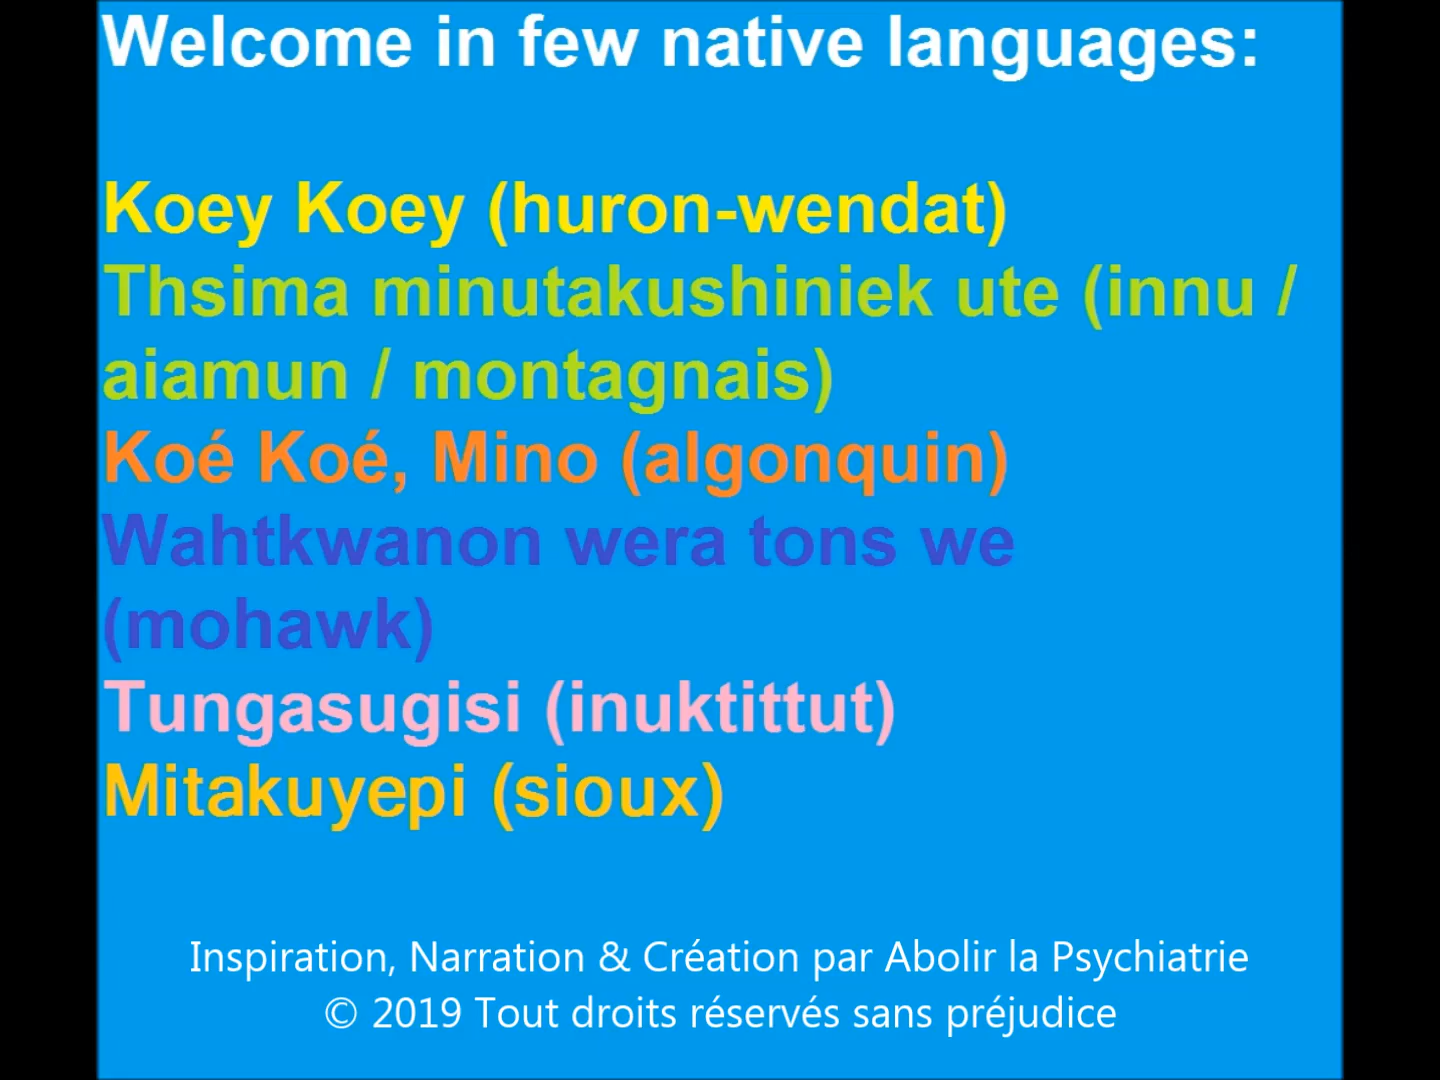 Welcome in few native languages:
Koey Koey (huron-wendat)
Thsima minutakushiniek ute (innu /
aiamun / montagnais)
Koé Koé, Mino (algonquin)
Wahtkwanon wera tons we
(mohawk)
Tungasugisi (inuktittut)
Mitakuyepi (sioux)
Inspiration, Narration & Création par Abolir la Psychiatrie
© 2019 Tout droits réservés sans préjudice